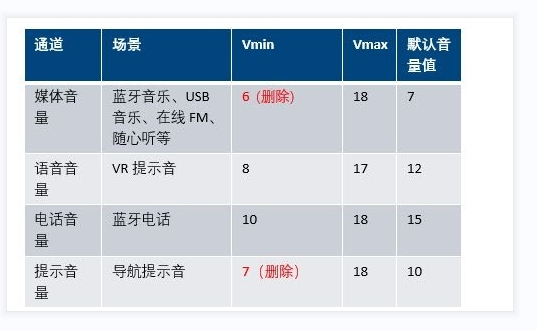 通道 场景 Vmin Vmax 默认音
量值
媒体音 蓝牙音乐、USB 6 (删除) 18 7
量 音乐、在线 FM、
随心听等
语音音 VR 提示音 8 17 12
量
电话音 蓝牙电话 10 18 15
量
提示音 导航提示音 7（删除） 18 10
量